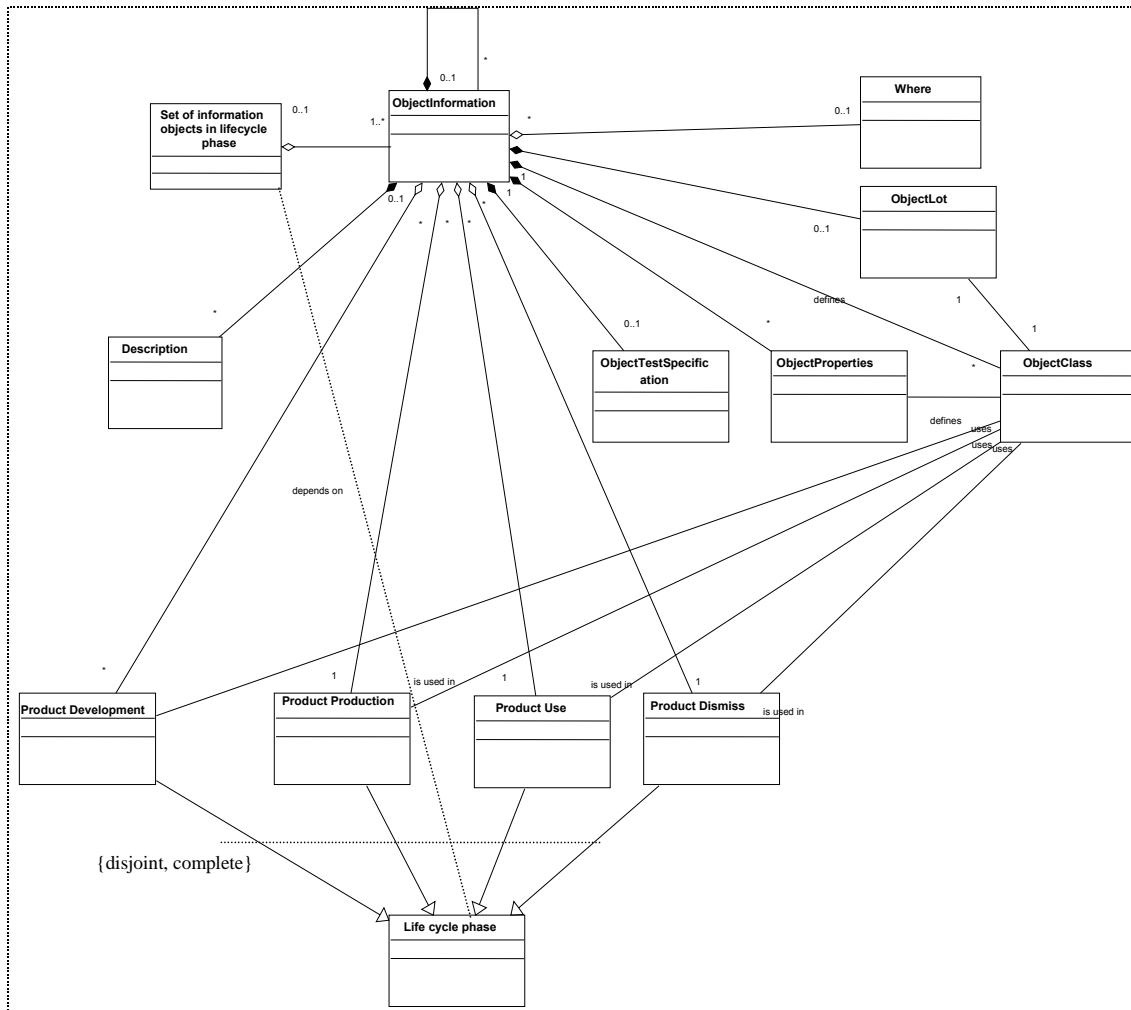 *
0..1
ObjectInformation
Where
Set of information
objects in lifecycle
phase
0..1
1..*
*
0..1
0..1
1
1
ObjectLot
*
*
*
*
0..1
defines
1
*
0..1
*
1
Description
ObjectTestSpecific
ation
ObjectProperties
ObjectClass
*
defines
uses
uses
uses
depends on
*
1
is used in
1
is used in
1
Product Development
Product Production
Product Use
Product Dismiss
is used in
{disjoint, complete}
Life cycle phase